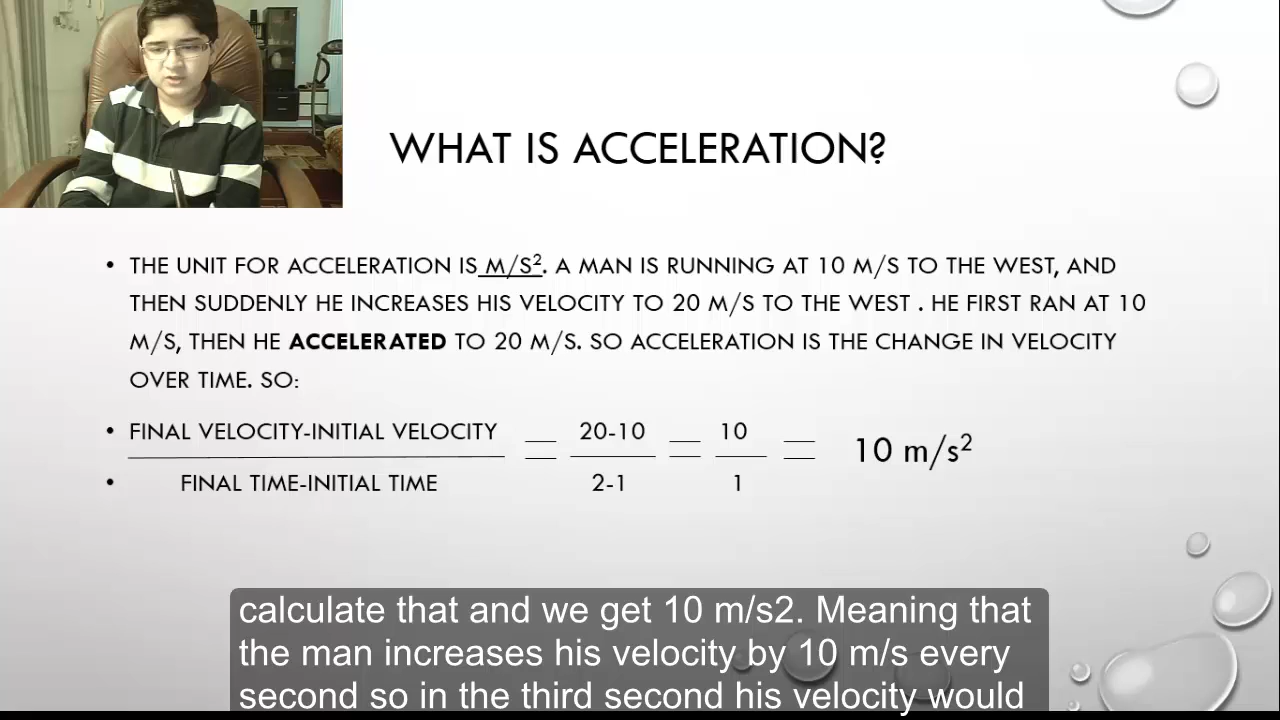 WHAT IS ACCELERATION?
• THE UNIT FOR ACCELERATION IS M/S². A MAN IS RUNNING AT 10 M/S TO THE WEST, AND
THEN SUDDENLY HE INCREASES HIS VELOCITY TO 20 M/S TO THE WEST . HE FIRST RAN AT 10
M/S, THEN HE ACCELERATED TO 20 M/S. SO ACCELERATION IS THE CHANGE IN VELOCITY
OVER TIME. SO:
• FINAL VELOCITY-INITIAL VELOCITY = 20-10 = 10 = 10 m/s²
• FINAL TIME-INITIAL TIME 2-1 1
calculate that and we get 10 m/s2. Meaning that
the man increases his velocity by 10 m/s every
second so in the third second his velocity would